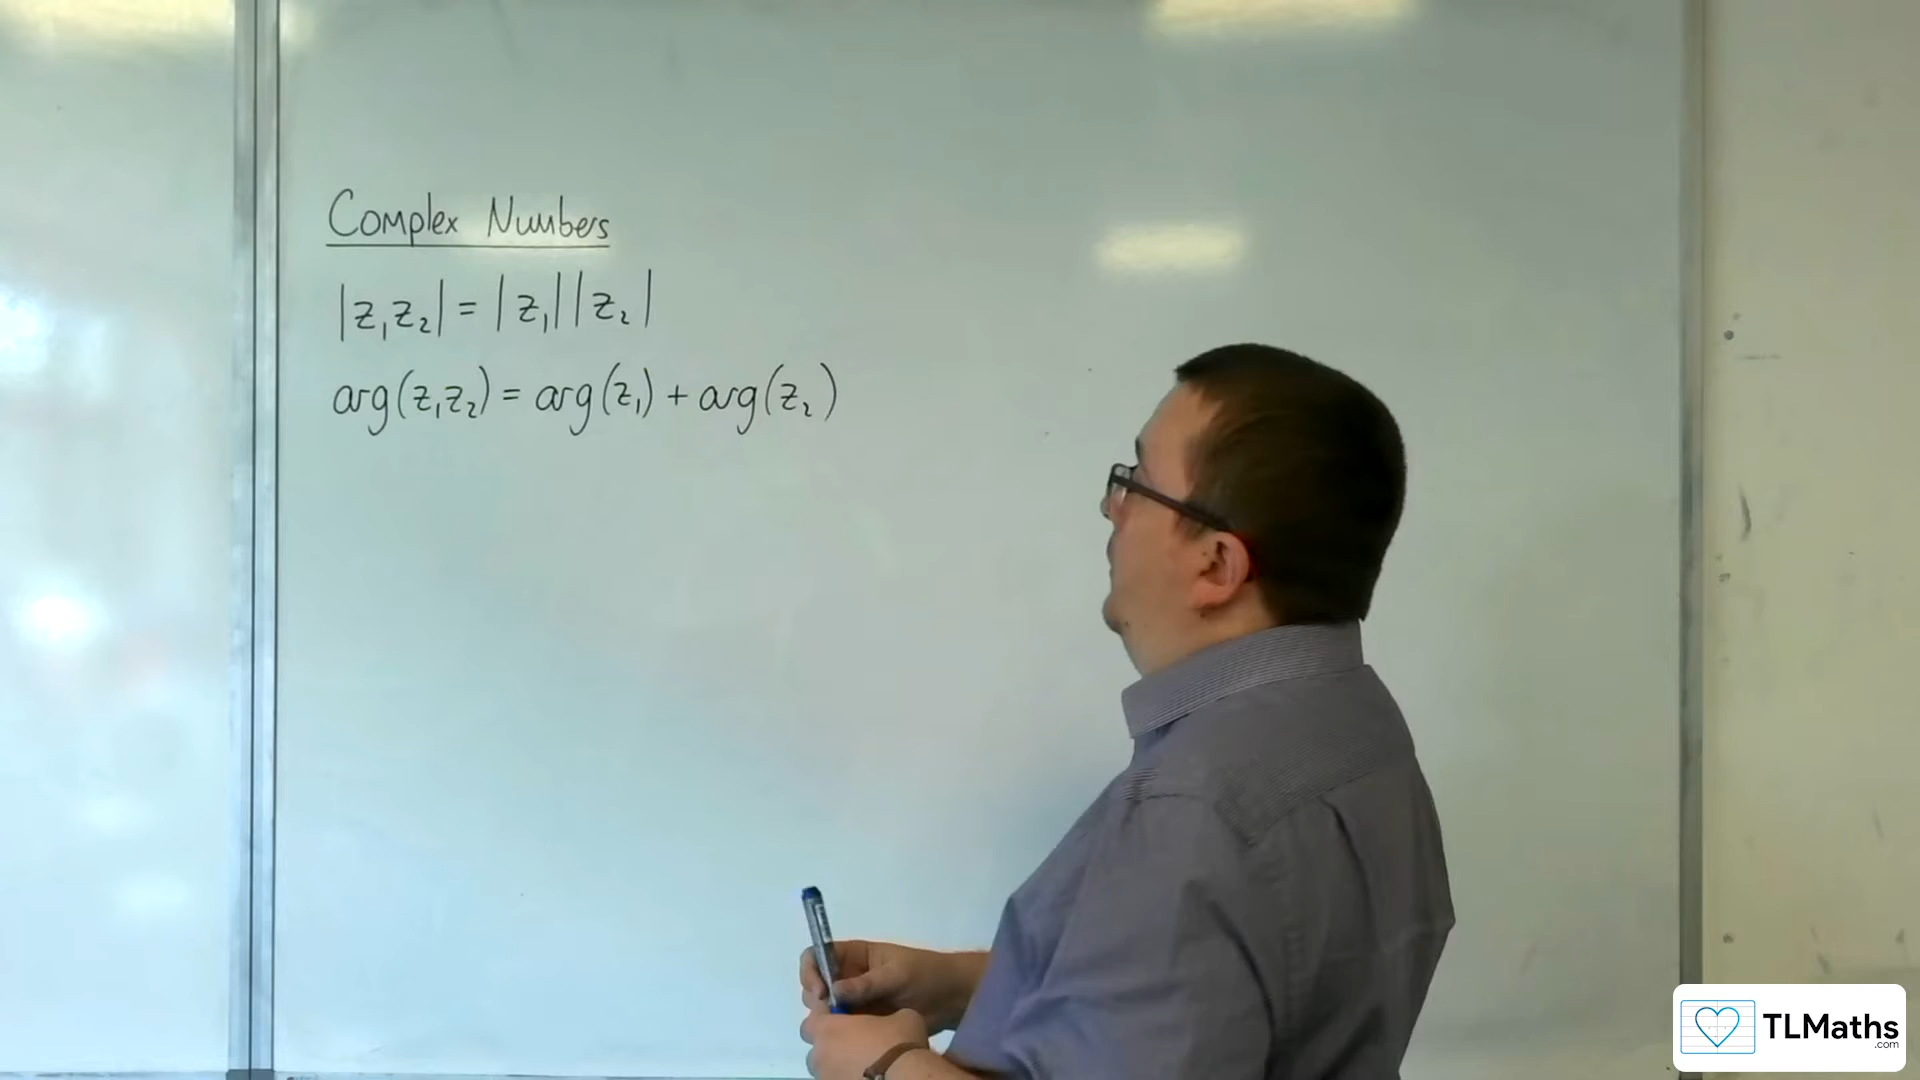 Complex Numbers
|z₁z₂| = |z₁||z₂|
arg(z₁z₂) = arg(z₁) + arg(z₂)
TLMaths
.com